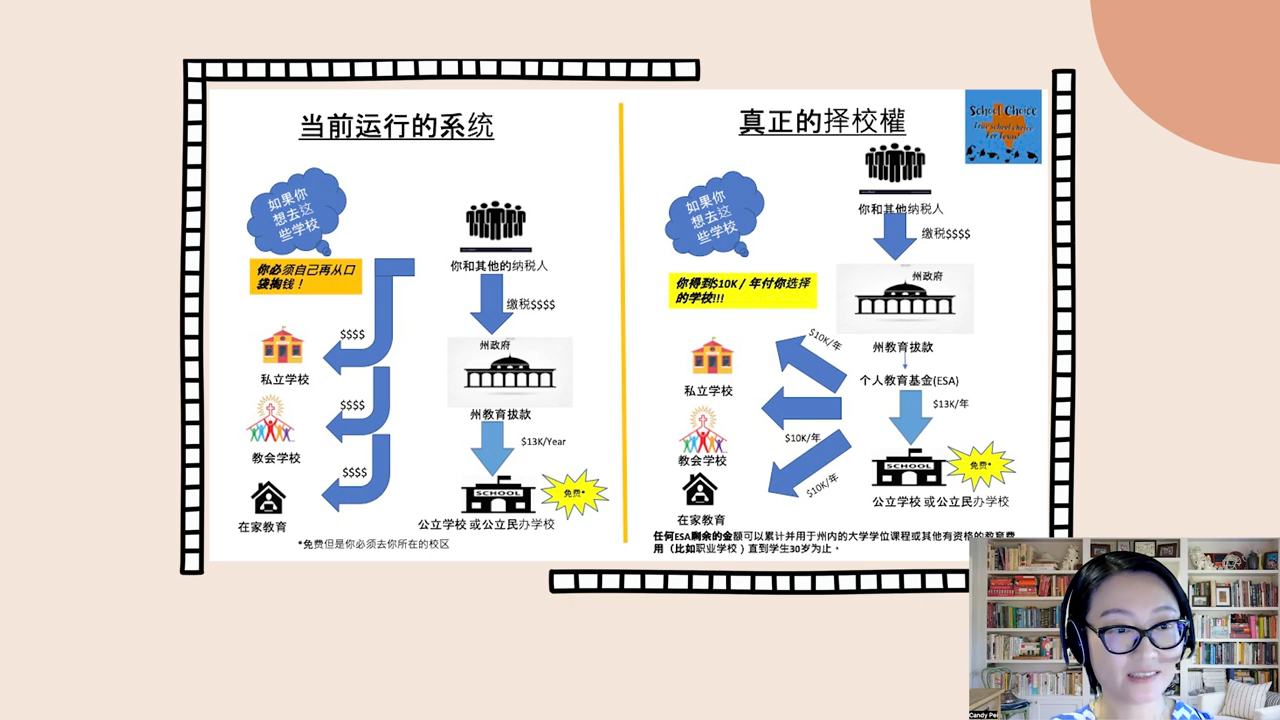 当前运行的系统
如果你
想去这
些学校
你必须自己再从口
袋掏钱！
你和其他的纳税人
缴税$$$$
州政府
州教育拔款
$13K/Year
$$$$
私立学校
$$$$
教会学校
$$$$
在家教育
SCHOOL
免费*
公立学校 或公立民办学校
*免费但是你必须去你所在的校区
真正的择校權
School Choice
True school choice
For Texas!
如果你
想去这
些学校
你得到$10K / 年付你选择
的学校!!!
你和其他纳税人
缴税$$$$
州政府
州教育拔款
个人教育基金(ESA)
$13K/年
$10K/年
私立学校
$10K/年
教会学校
$10K/年
在家教育
SCHOOL
免费*
公立学校 或公立民办学校
任何ESA剩余的金额可以累计并用于州内的大学学位课程或其他有资格的教育费
用（比如职业学校）直到学生30岁为止。
Candy Pei